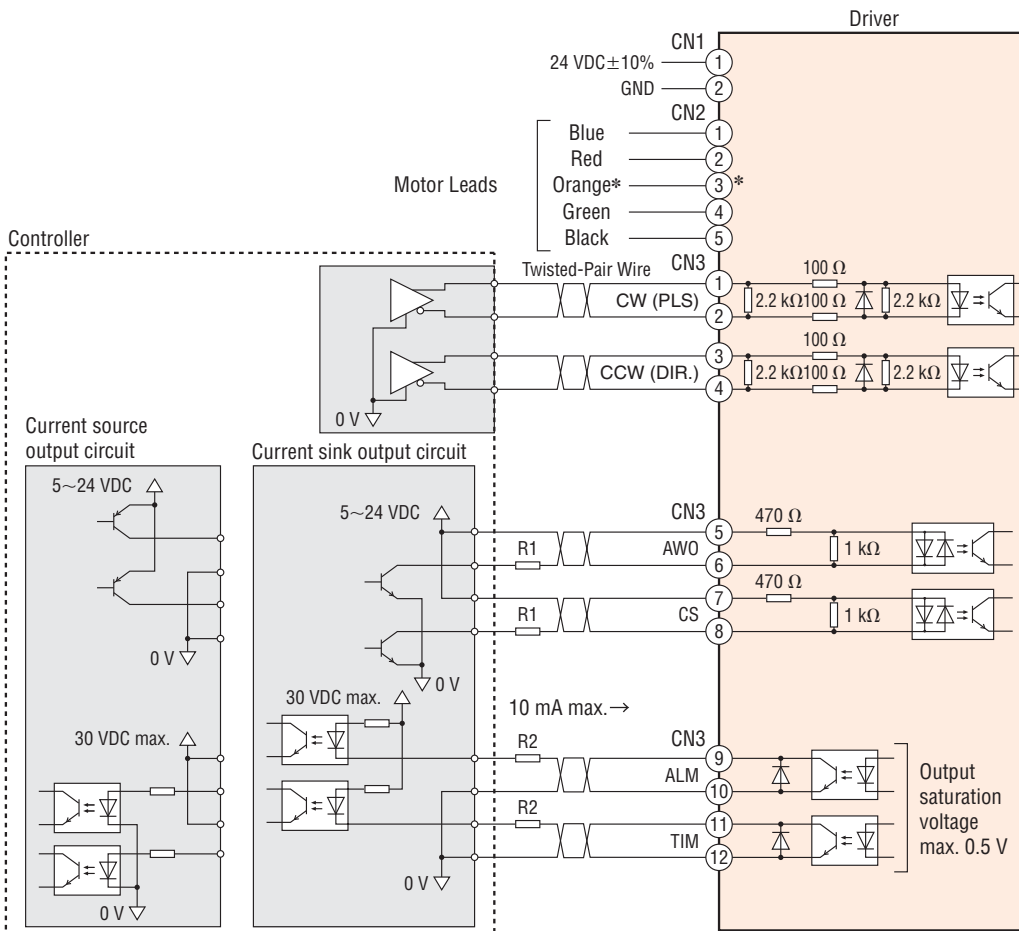 Driver
CN1
24 VDC±10%
1
GND
2
CN2
Blue
1
Red
2
Motor Leads
Orange*
3
*
Green
4
Black
5
Controller
Twisted-Pair Wire
CN3
100 Ω
1
CW (PLS)
2.2 kΩ
100 Ω
2.2 kΩ
2
100 Ω
3
CCW (DIR.)
2.2 kΩ
100 Ω
2.2 kΩ
4
0 V
Current source
output circuit
Current sink output circuit
5~24 VDC
5~24 VDC
CN3
470 Ω
5
R1
AWO
1 kΩ
6
470 Ω
7
R1
CS
1 kΩ
8
0 V
0 V
30 VDC max.
10 mA max.→
30 VDC max.
R2
CN3
9
ALM
10
R2
11
TIM
12
Output
saturation
voltage
max. 0.5 V
0 V
0 V